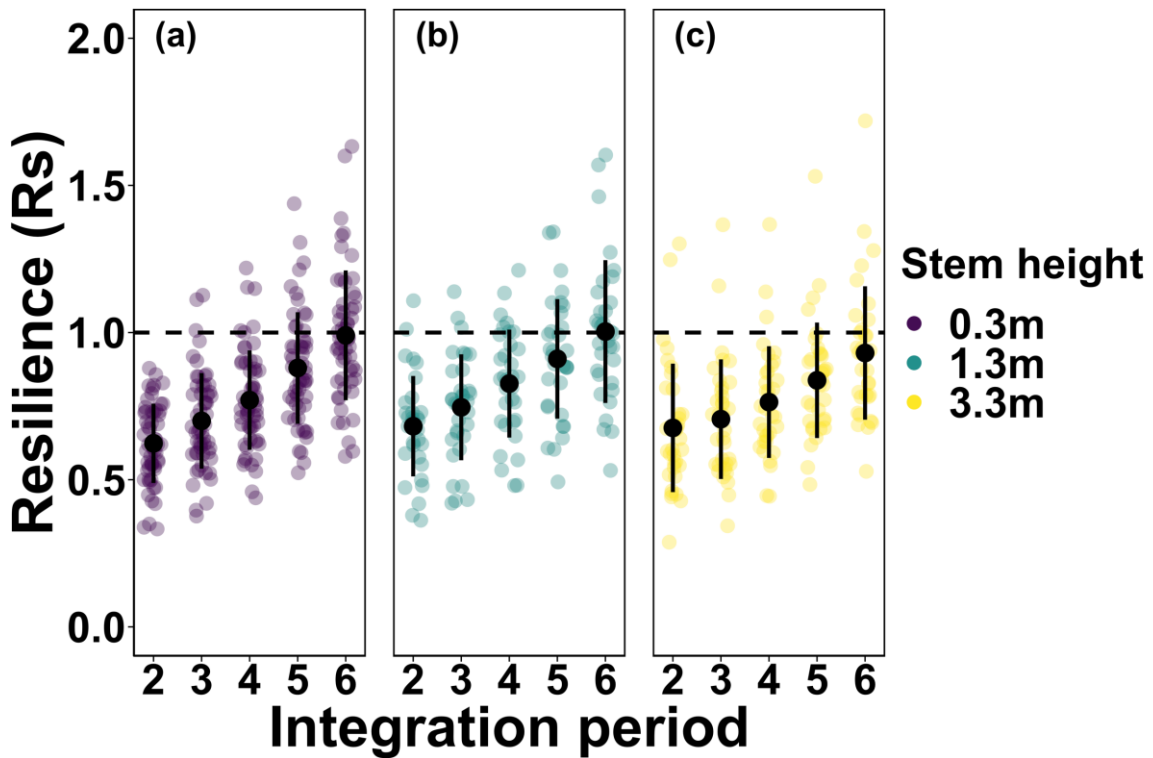 Resilience (Rs)
2.0
1.5
1.0
0.5
0.0
(a)
(b)
(c)
2 3 4 5 6
2 3 4 5 6
2 3 4 5 6
Integration period
Stem height
0.3m
1.3m
3.3m